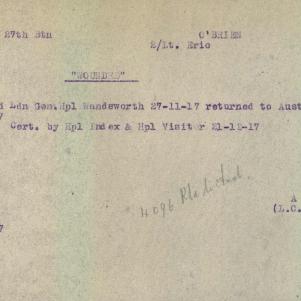 27th Btn O'BRIEN
2/Lt. Eric
"WOUNDED"
Ldn Gen.Hpl Wandsworth 27-11-17 returned to Aust
Cert. by Hpl Index & Hpl Visitor 21-12-17
4096
A
(L.C.
7